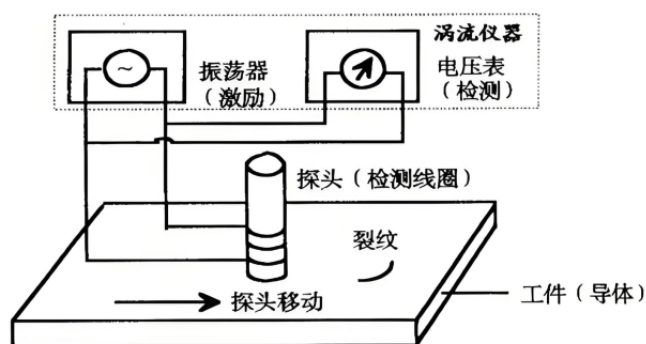 涡流仪器
~
振荡器
（激励）
电压表
（检测）
探头（检测线圈）
裂纹
探头移动
工件（导体）